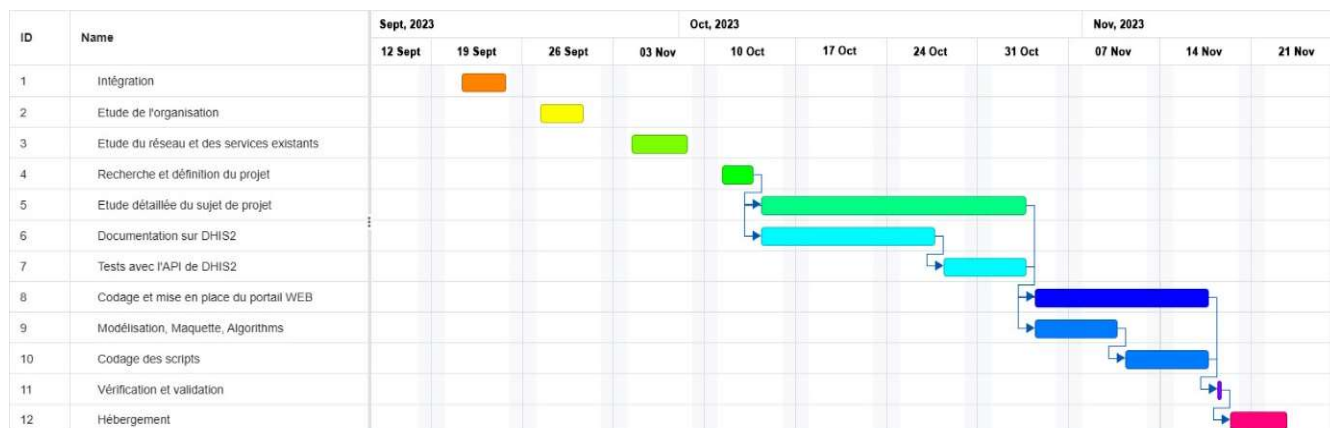 ID Name Sept, 2023 Oct, 2023 Nov, 2023
12 Sept 19 Sept 26 Sept 03 Nov 10 Oct 17 Oct 24 Oct 31 Oct 07 Nov 14 Nov 21 Nov
1 Intégration
2 Etude de l'organisation
3 Etude du réseau et des services existants
4 Recherche et définition du projet
5 Etude détaillée du sujet de projet
6 Documentation sur DHIS2
7 Tests avec l'API de DHIS2
8 Codage et mise en place du portail WEB
9 Modélisation, Maquette, Algorithms
10 Codage des scripts
11 Vérification et validation
12 Hébergement